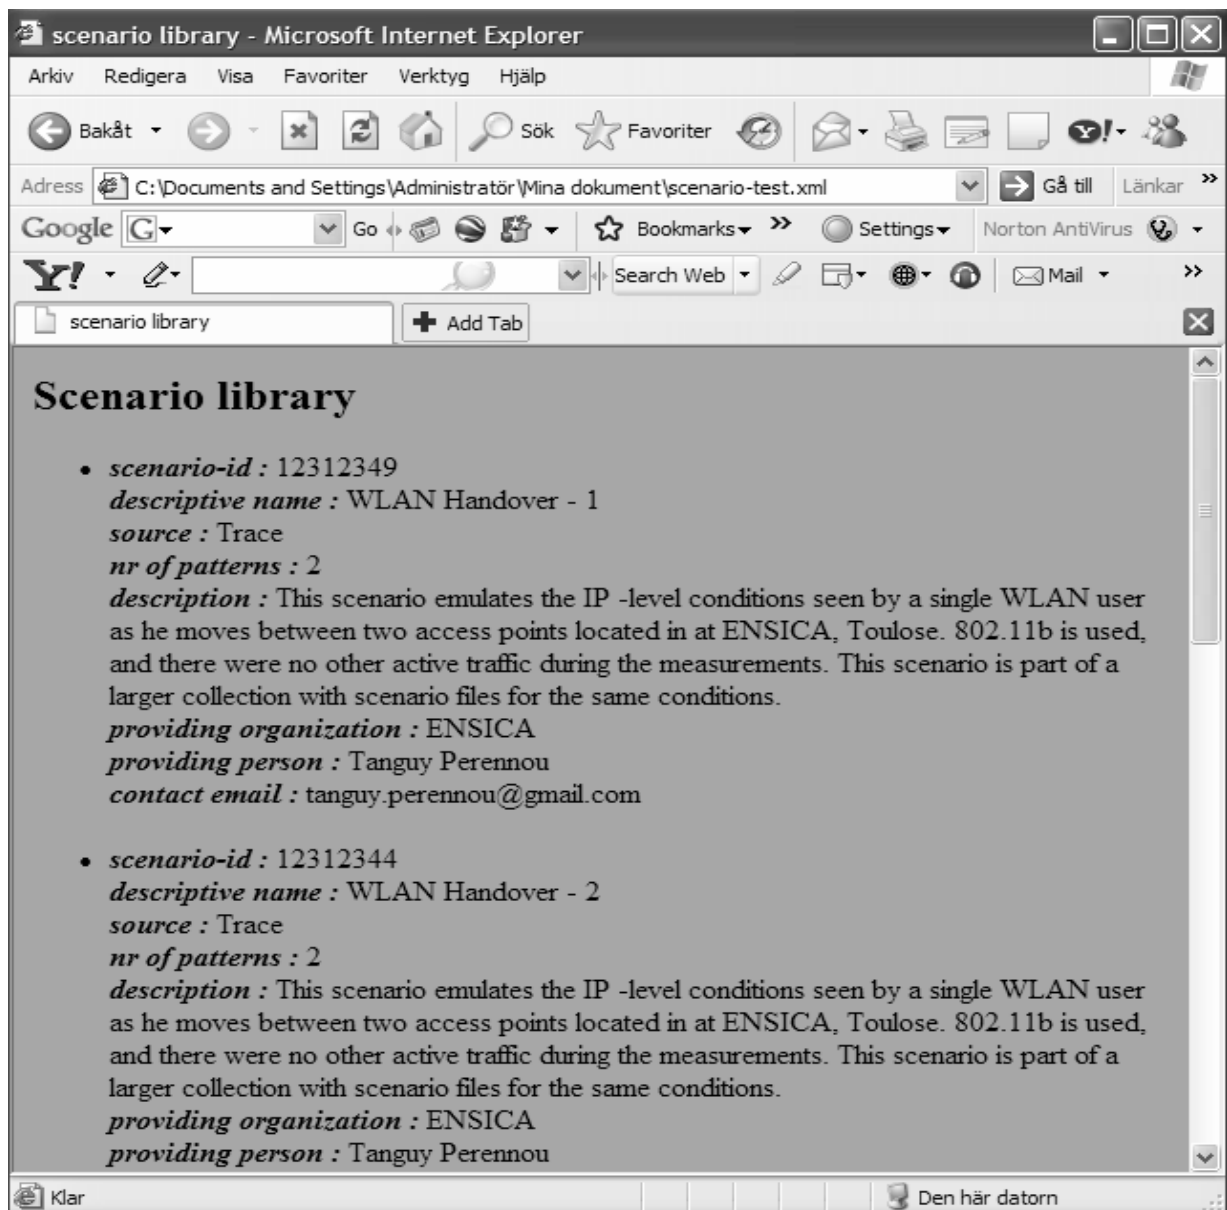 scenario library - Microsoft Internet Explorer
Arkiv Redigera Visa Favoriter Verktyg Hjälp
Bakåt Sök Favoriter Y!
Adress C:\Documents and Settings\Administratör\Mina dokument\scenario-test.xml Gå till Länkar »
Google G Go Bookmarks » Settings Norton AntiVirus
Y! Search Web Mail »
scenario library Add Tab
Scenario library
• scenario-id : 12312349
descriptive name : WLAN Handover - 1
source : Trace
nr of patterns : 2
description : This scenario emulates the IP -level conditions seen by a single WLAN user
as he moves between two access points located in at ENSICA, Toulose. 802.11b is used,
and there were no other active traffic during the measurements. This scenario is part of a
larger collection with scenario files for the same conditions.
providing organization : ENSICA
providing person : Tanguy Perennou
contact email : tanguy.perennou@gmail.com
• scenario-id : 12312344
descriptive name : WLAN Handover - 2
source : Trace
nr of patterns : 2
description : This scenario emulates the IP -level conditions seen by a single WLAN user
as he moves between two access points located in at ENSICA, Toulose. 802.11b is used,
and there were no other active traffic during the measurements. This scenario is part of a
larger collection with scenario files for the same conditions.
providing organization : ENSICA
providing person : Tanguy Perennou
Klar Den här datorn